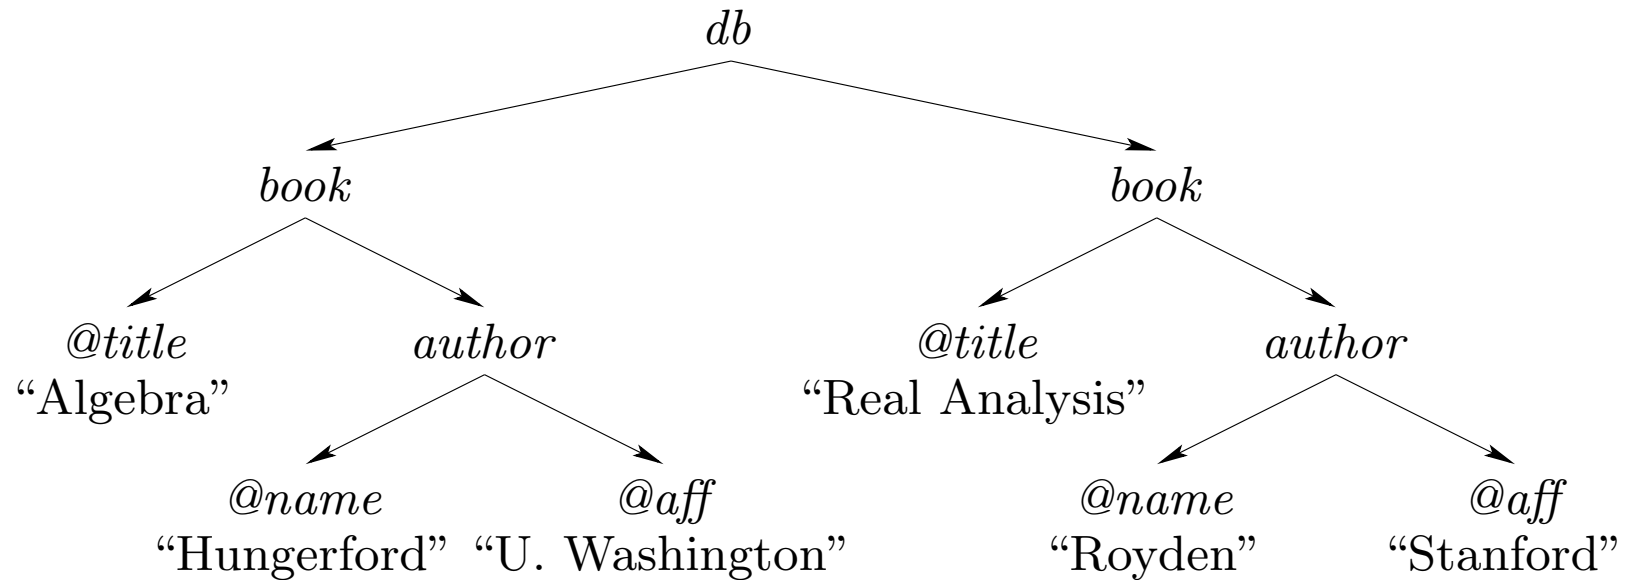 db
book book
@title author @title author
“Algebra” “Real Analysis”
@name @aff @name @aff
“Hungerford” “U. Washington” “Royden” “Stanford”